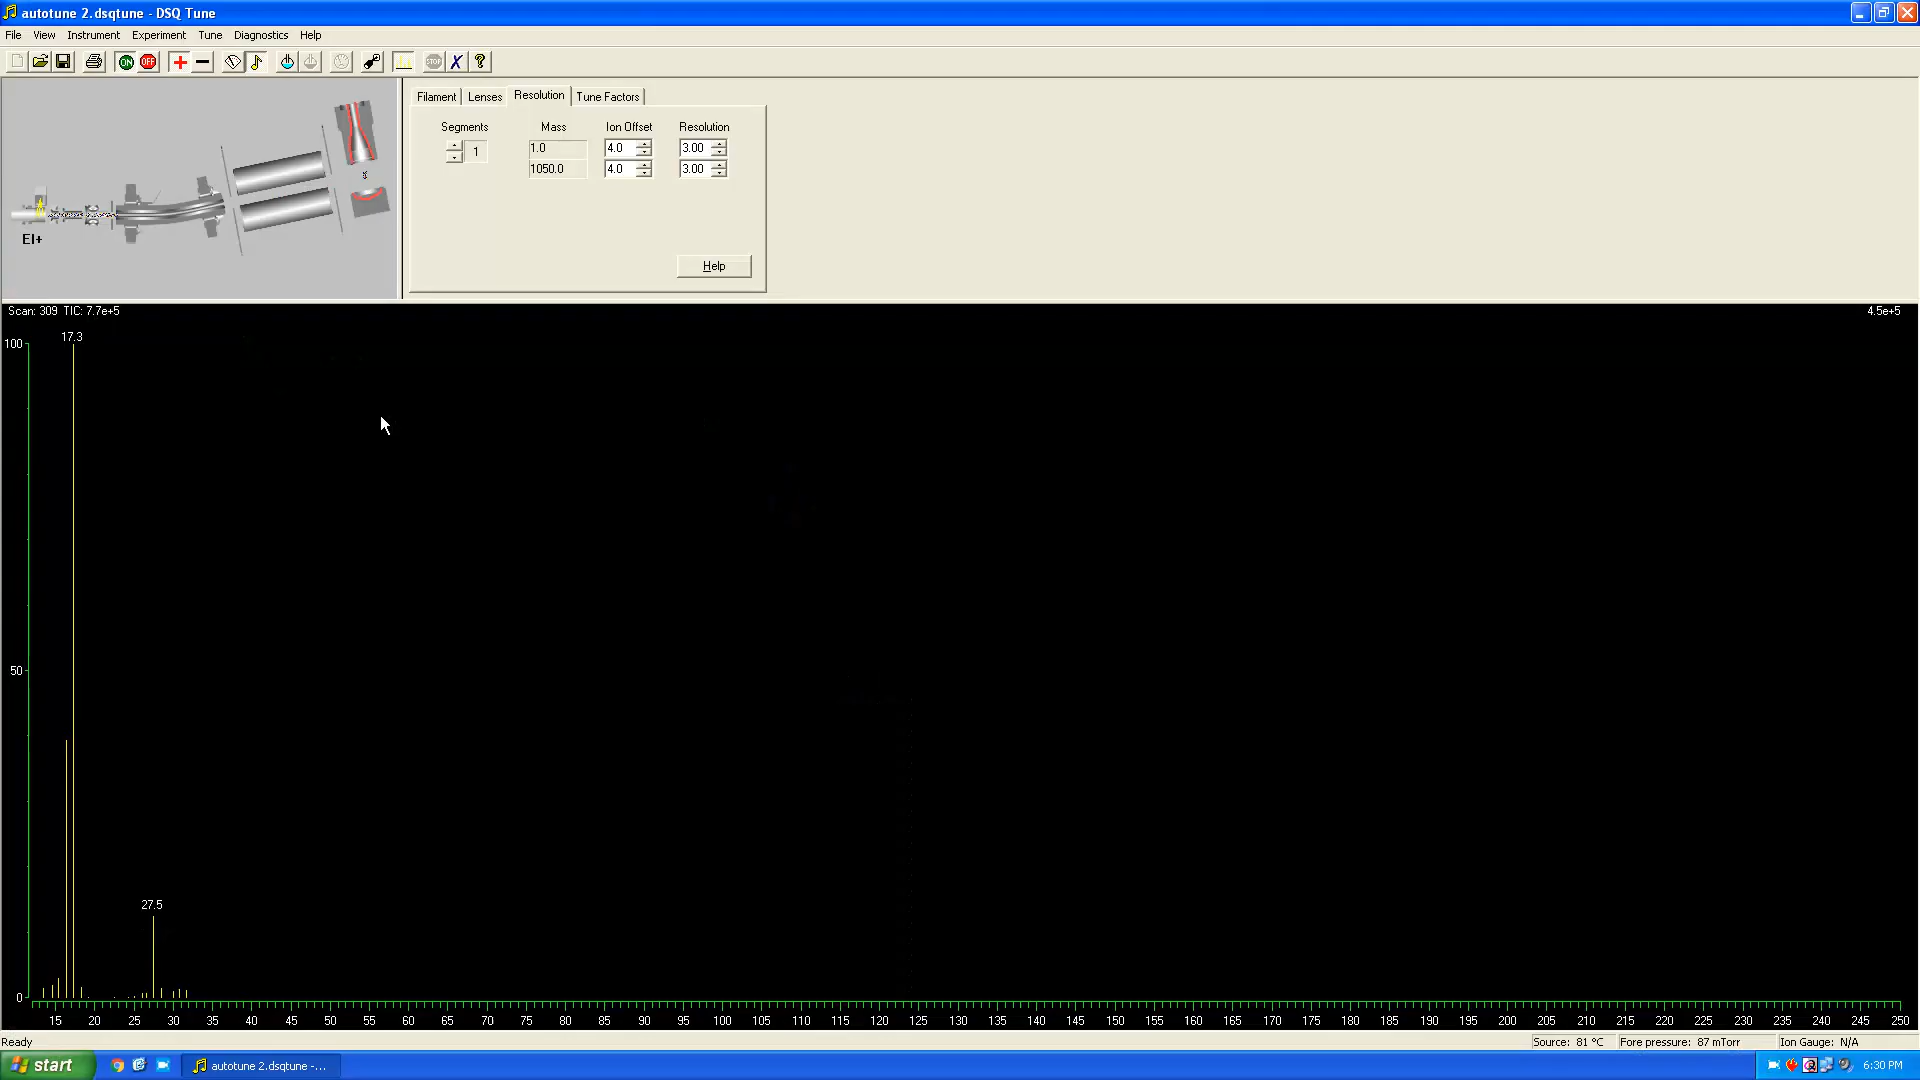 autotune 2.dsqtune - DSQ Tune
File View Instrument Experiment Tune Diagnostics Help
ON OFF STOP X ?
Filament Lenses Resolution Tune Factors
Segments Mass Ion Offset Resolution
1 1.0 4.0 3.00
1050.0 4.0 3.00
EI+
Help
Scan: 309 TIC: 7.7e+5 4.5e+5
17.3
100
50
27.5
0
15 20 25 30 35 40 45 50 55 60 65 70 75 80 85 90 95 100 105 110 115 120 125 130 135 140 145 150 155 160 165 170 175 180 185 190 195 200 205 210 215 220 225 230 235 240 245 250
Ready Source: 81 °C Fore pressure: 87 mTorr Ion Gauge: N/A
start autotune 2.dsqtune -... 6:30 PM